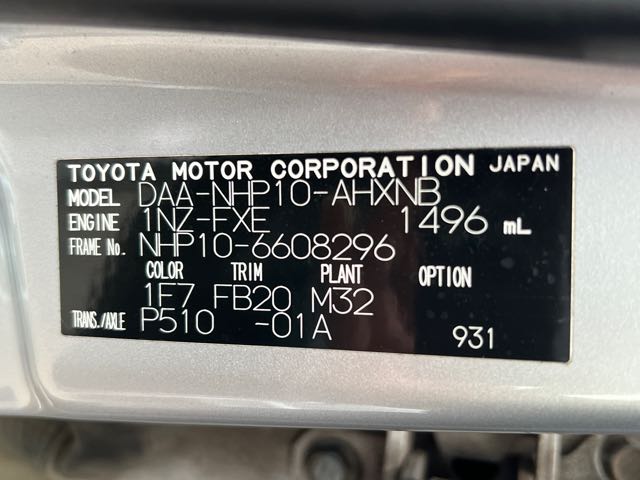 TOYOTA MOTOR CORPORATION JAPAN
MODEL DAA-NHP10-AHXNB
ENGINE 1NZ-FXE 1496 mL
FRAME No. NHP10-6608296
COLOR TRIM PLANT OPTION
1F7 FB20 M32
TRANS./AXLE P510 -01A 931